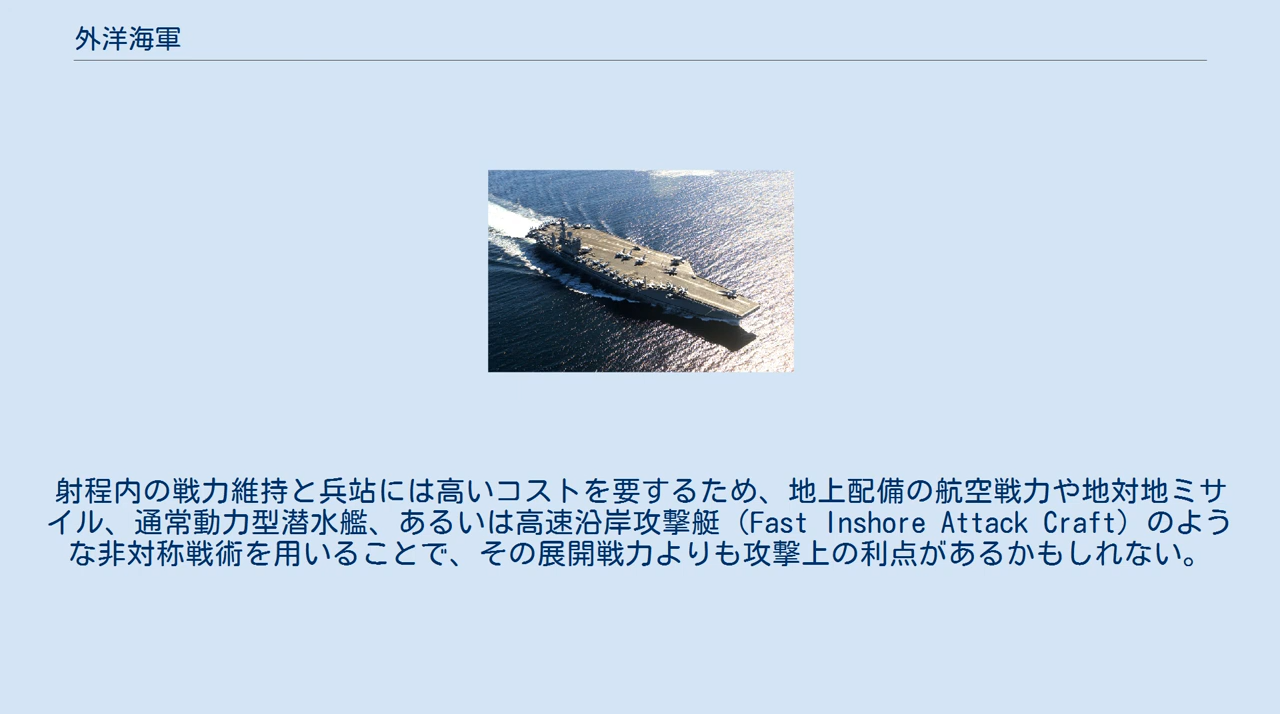 外洋海軍
射程内の戦力維持と兵站には高いコストを要するため、地上配備の航空戦力や地対地ミサ
イル、通常動力型潜水艦、あるいは高速沿岸攻撃艇（Fast Inshore Attack Craft）のよう
な非対称戦術を用いることで、その展開戦力よりも攻撃上の利点があるかもしれない。